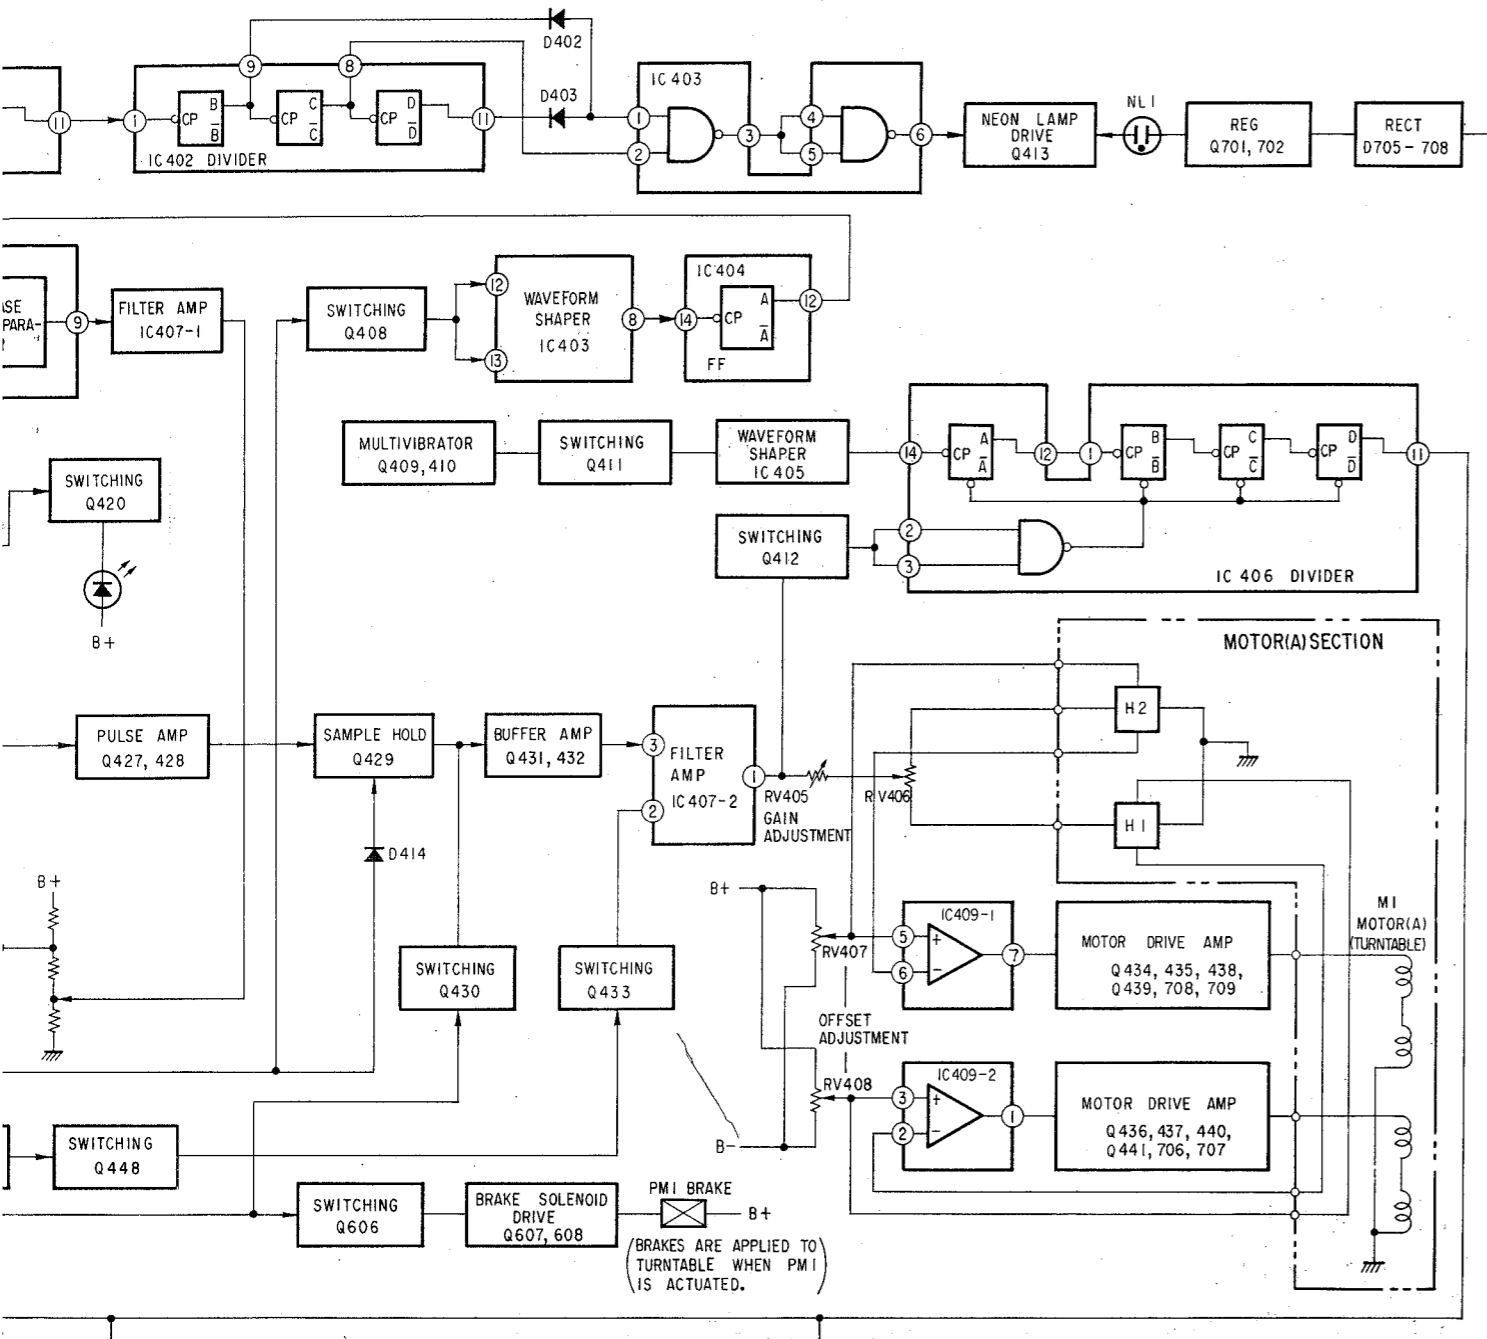 D402
9
8
IC403
D403
B
CP
B
C
CP
C
D
CP
D
11
1
11
1
2
3
4
5
6
NEON LAMP
DRIVE
Q413
NL1
REG
Q701, 702
RECT
D705-708
IC402 DIVIDER
ASE
PARA-
9
FILTER AMP
IC407-1
SWITCHING
Q408
12
13
WAVEFORM
SHAPER
IC403
8
IC404
14
CP
A
A
FF
12
MULTIVIBRATOR
Q409, 410
SWITCHING
Q411
WAVEFORM
SHAPER
IC405
14
CP
A
A
12
1
CP
B
B
CP
C
C
CP
D
D
11
SWITCHING
Q420
B+
SWITCHING
Q412
2
3
IC 406 DIVIDER
MOTOR(A) SECTION
H2
H1
PULSE AMP
Q427, 428
SAMPLE HOLD
Q429
BUFFER AMP
Q431, 432
3
2
FILTER
AMP
IC407-2
1
RV405
GAIN
ADJUSTMENT
RV406
D414
B+
B+
SWITCHING
Q430
SWITCHING
Q433
RV407
IC409-1
5
+
6
−
7
MOTOR DRIVE AMP
Q434, 435, 438,
Q439, 708, 709
M1
MOTOR(A)
(TURNTABLE)
OFFSET
ADJUSTMENT
RV408
IC409-2
3
+
2
−
1
MOTOR DRIVE AMP
Q436, 437, 440,
Q441, 706, 707
B-
SWITCHING
Q448
SWITCHING
Q606
BRAKE SOLENOID
DRIVE
Q607, 608
PM1 BRAKE
B+
(BRAKES ARE APPLIED TO
TURNTABLE WHEN PM1
IS ACTUATED.)